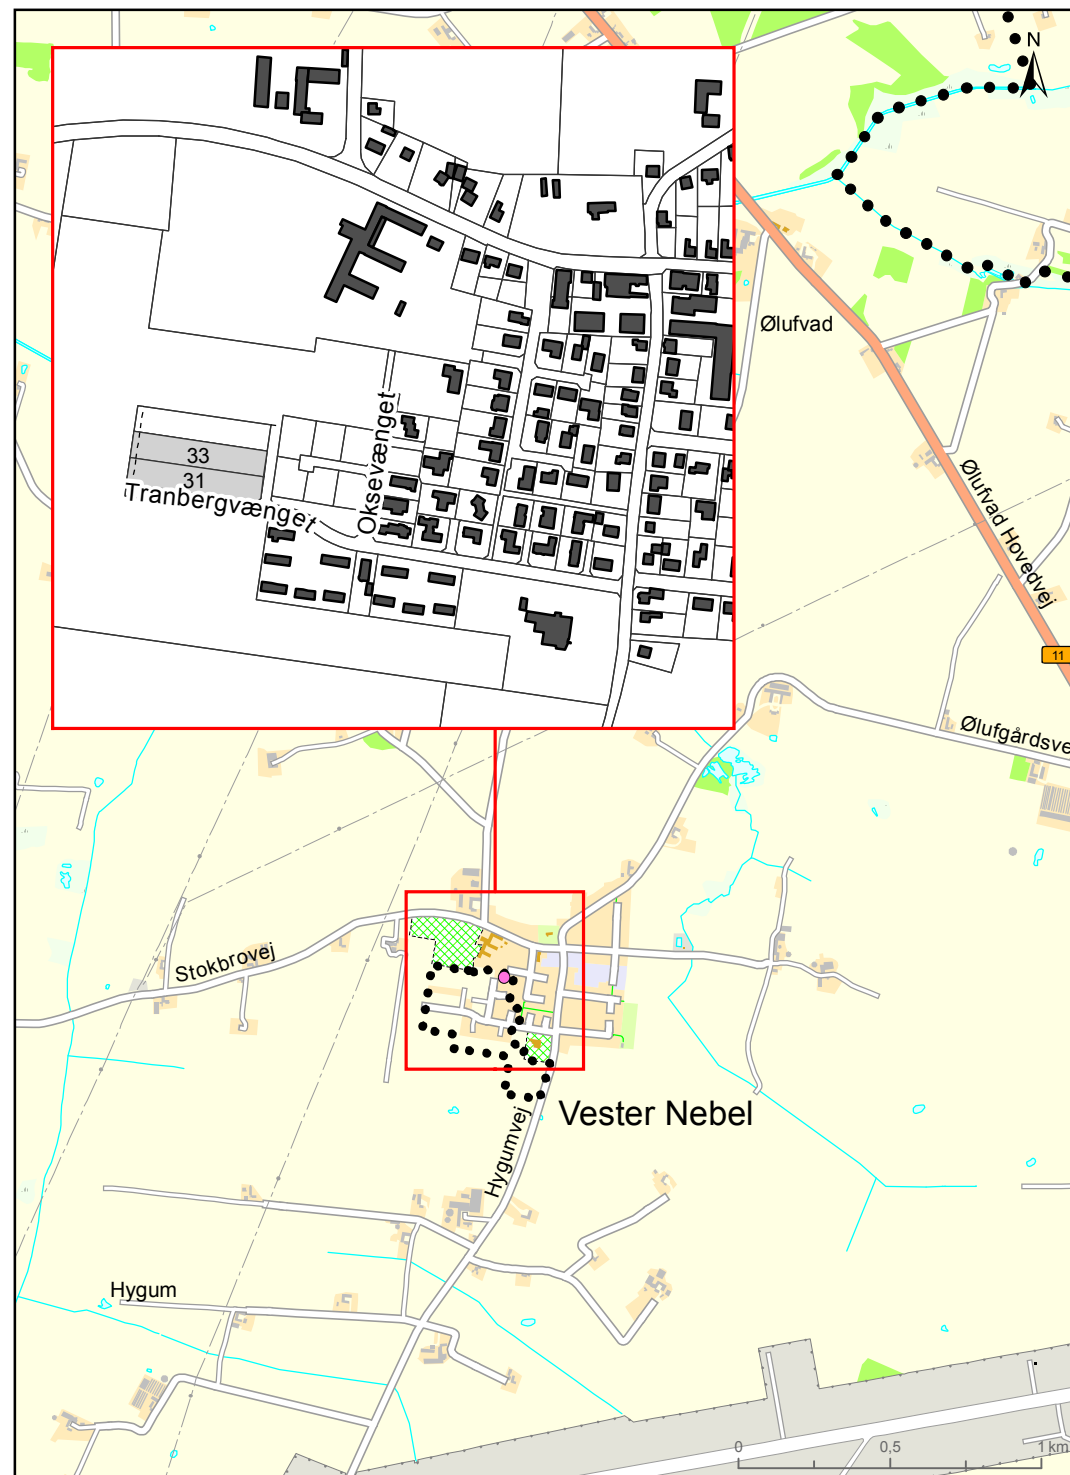 N
Ølufvad
33
31
Tranbergvænget
Oksevænget
Ølufvad Hovedvej
11
Ølufgårdsve
Stokbrovej
Vester Nebel
Hygumvej
Hygum
0
0,5
1 km